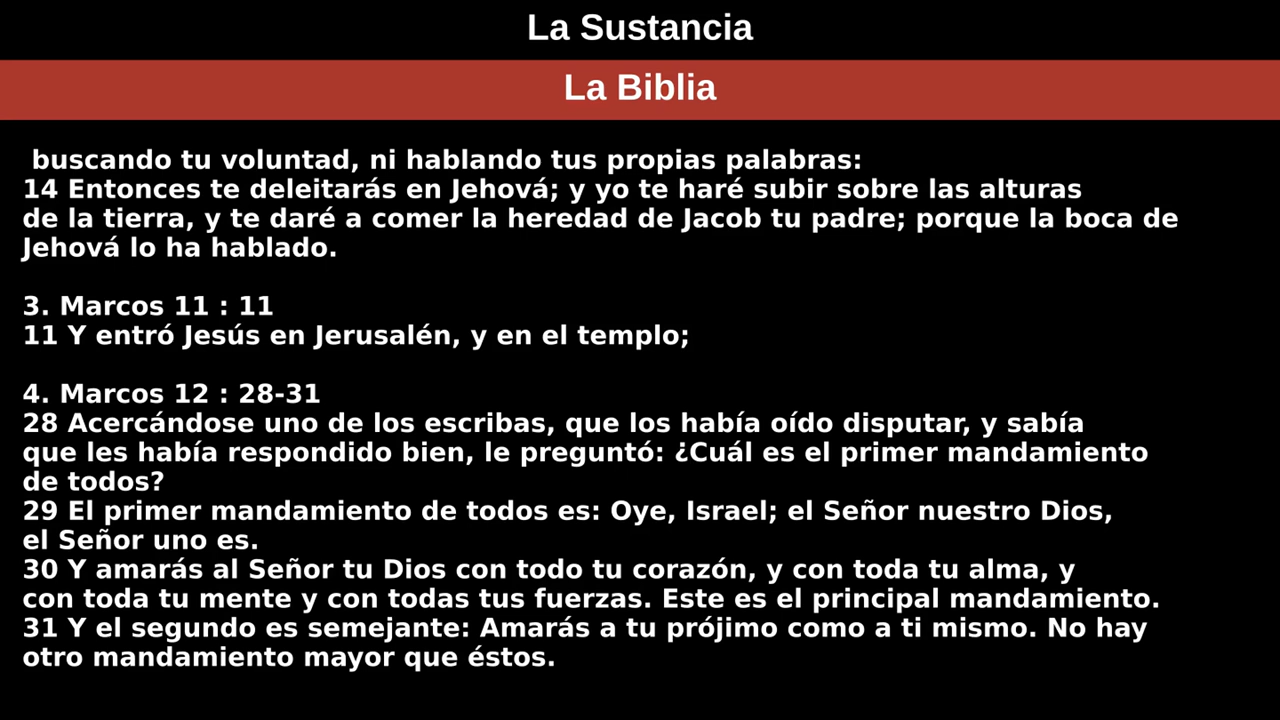 La Sustancia
La Biblia
buscando tu voluntad, ni hablando tus propias palabras:
14 Entonces te deleitarás en Jehová; y yo te haré subir sobre las alturas
de la tierra, y te daré a comer la heredad de Jacob tu padre; porque la boca de
Jehová lo ha hablado.
3. Marcos 11 : 11
11 Y entró Jesús en Jerusalén, y en el templo;
4. Marcos 12 : 28-31
28 Acercándose uno de los escribas, que los había oído disputar, y sabía
que les había respondido bien, le preguntó: ¿Cuál es el primer mandamiento
de todos?
29 El primer mandamiento de todos es: Oye, Israel; el Señor nuestro Dios,
el Señor uno es.
30 Y amarás al Señor tu Dios con todo tu corazón, y con toda tu alma, y
con toda tu mente y con todas tus fuerzas. Este es el principal mandamiento.
31 Y el segundo es semejante: Amarás a tu prójimo como a ti mismo. No hay
otro mandamiento mayor que éstos.